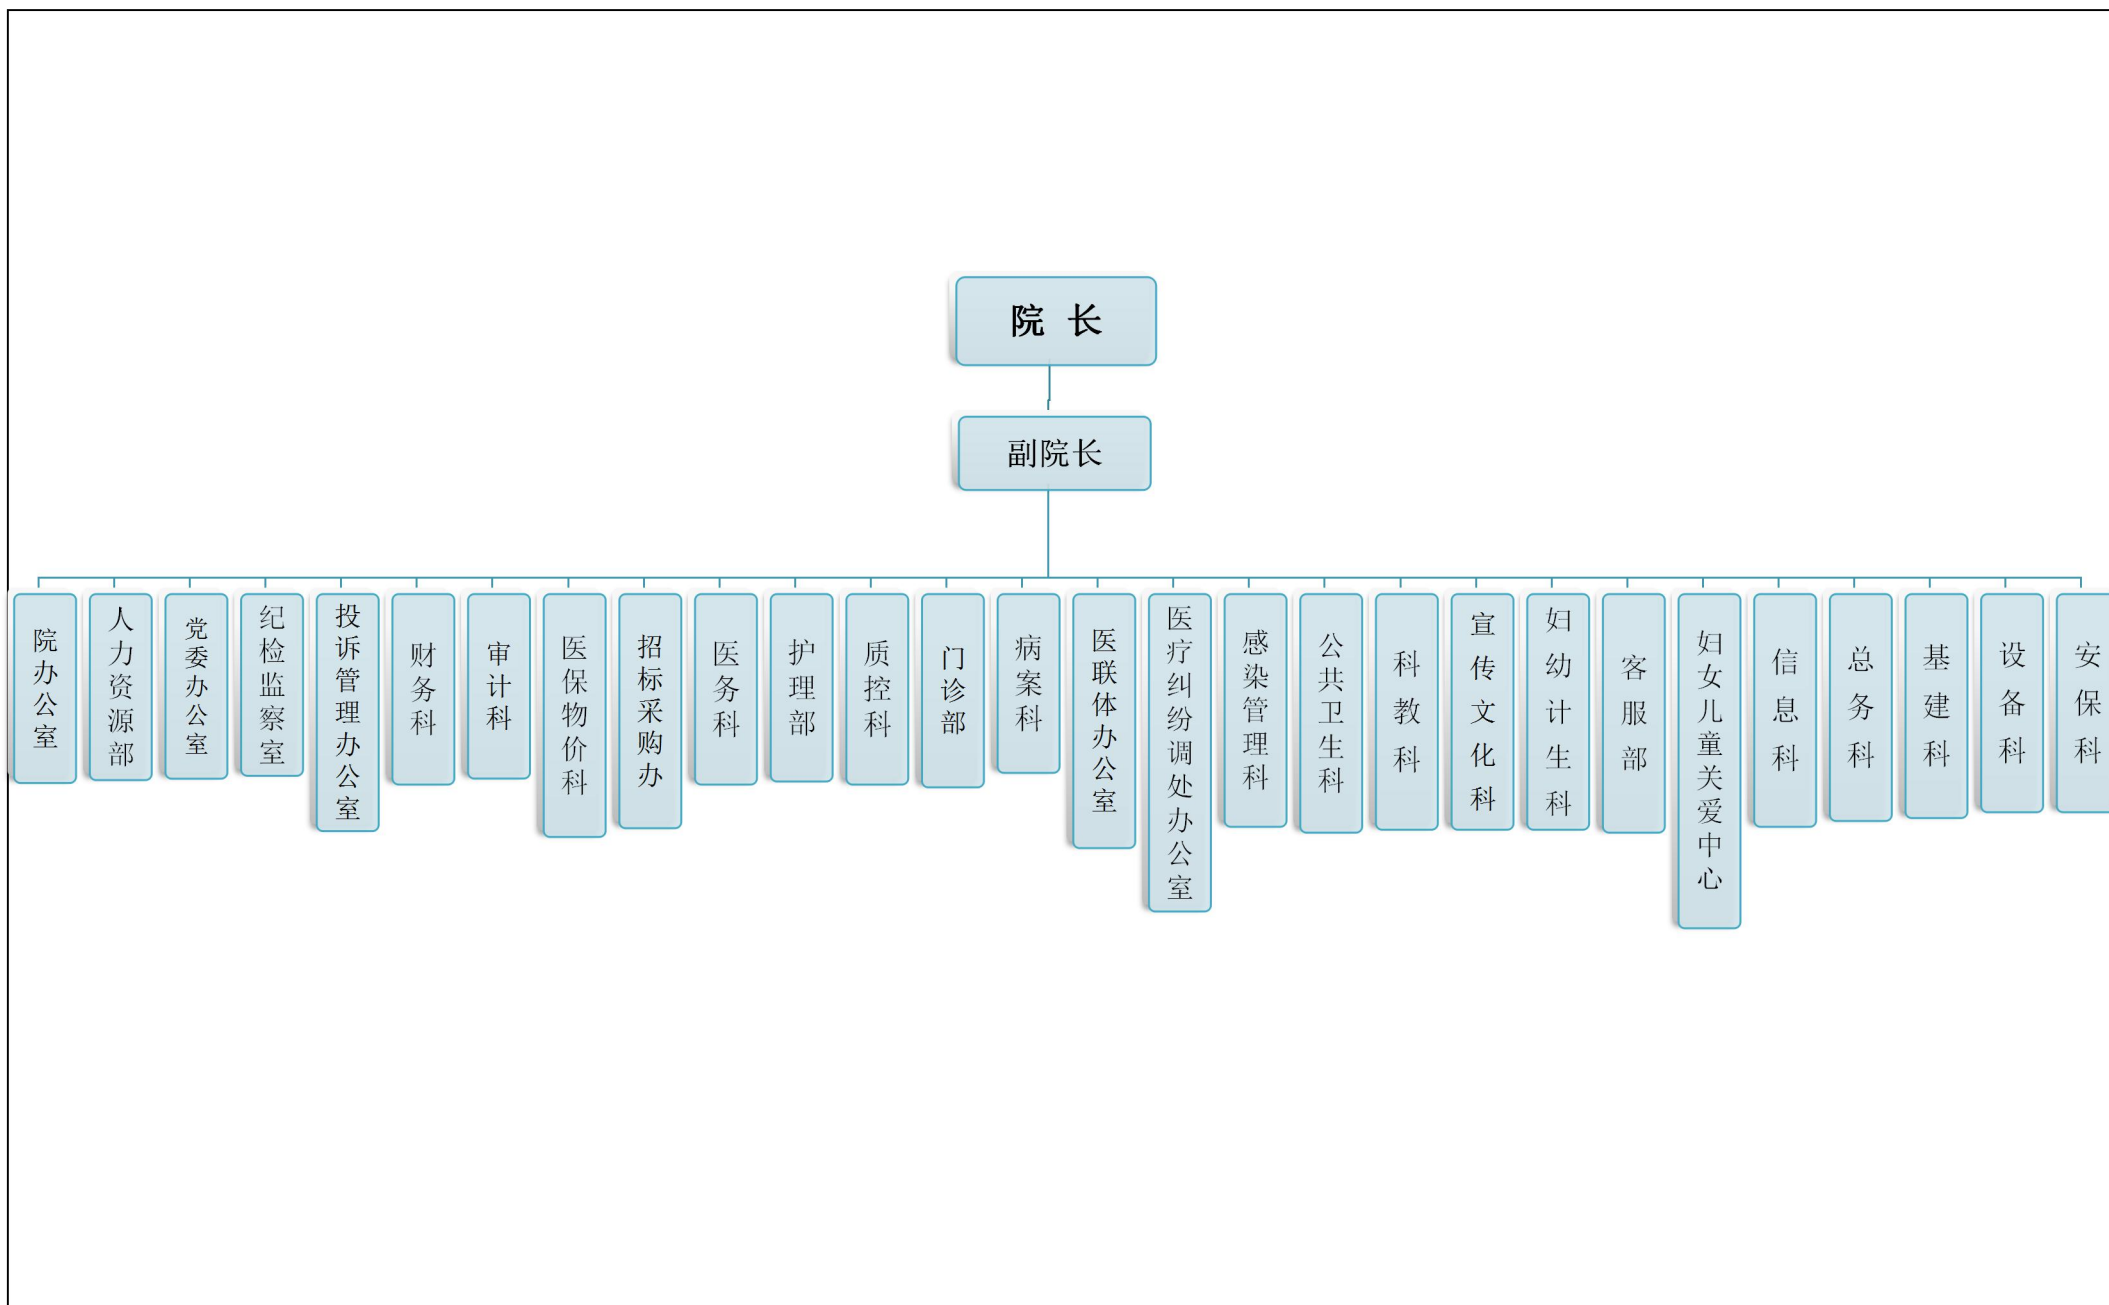 院 长
副院长
院办公室
人力资源部
党委办公室
纪检监察室
投诉管理办公室
财务科
审计科
医保物价科
招标采购办
医务科
护理部
质控科
门诊部
病案科
医联体办公室
医疗纠纷调处办公室
感染管理科
公共卫生科
科教科
宣传文化科
妇幼计生科
客服部
妇女儿童关爱中心
信息科
总务科
基建科
设备科
安保科